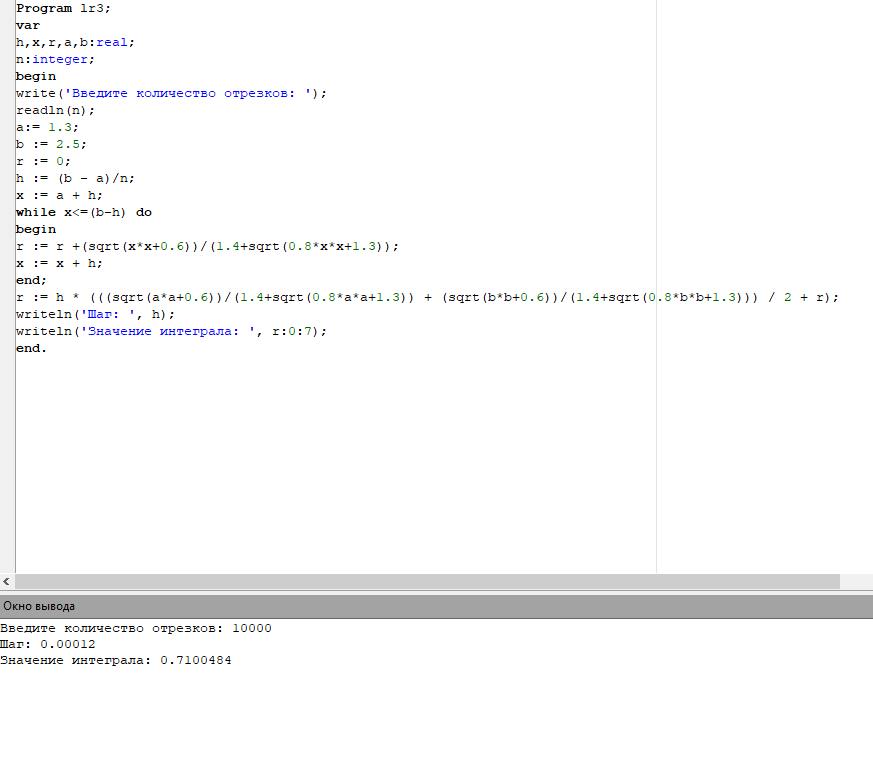 Program lr3;
var
h,x,r,a,b:real;
n:integer;
begin
write('Введите количество отрезков: ');
readln(n);
a:= 1.3;
b := 2.5;
r := 0;
h := (b - a)/n;
x := a + h;
while x<=(b-h) do
begin
r := r +(sqrt(x*x+0.6))/(1.4+sqrt(0.8*x*x+1.3));
x := x + h;
end;
r := h * (((sqrt(a*a+0.6))/(1.4+sqrt(0.8*a*a+1.3)) + (sqrt(b*b+0.6))/(1.4+sqrt(0.8*b*b+1.3))) / 2 + r);
writeln('Шаг: ', h);
writeln('Значение интеграла: ', r:0:7);
end.
Окно вывода
Введите количество отрезков: 10000
Шаг: 0.00012
Значение интеграла: 0.7100484